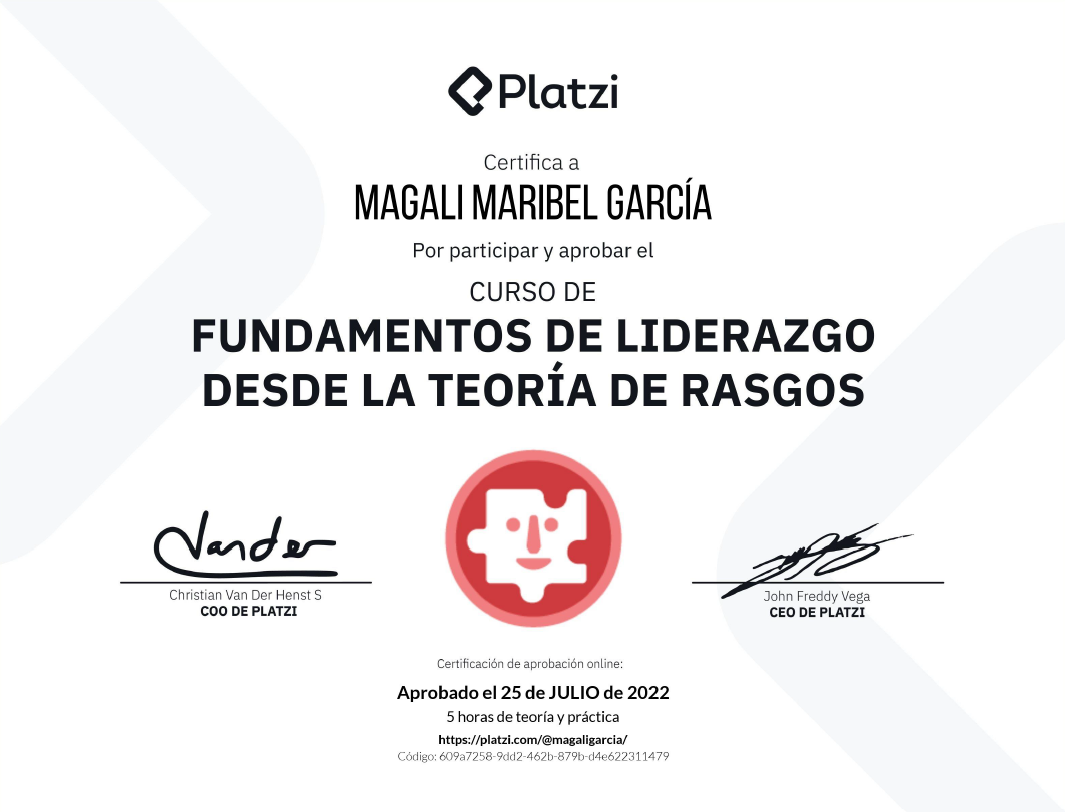 Platzi
Certifica a
MAGALI MARIBEL GARCÍA
Por participar y aprobar el
CURSO DE
FUNDAMENTOS DE LIDERAZGO
DESDE LA TEORÍA DE RASGOS
Vander
Christian Van Der Henst S
COO DE PLATZI
John Freddy Vega
CEO DE PLATZI
Certificación de aprobación online:
Aprobado el 25 de JULIO de 2022
5 horas de teoría y práctica
https://platzi.com/@magaligarcia/
Código: 609a7258-9dd2-462b-879b-d4e622311479